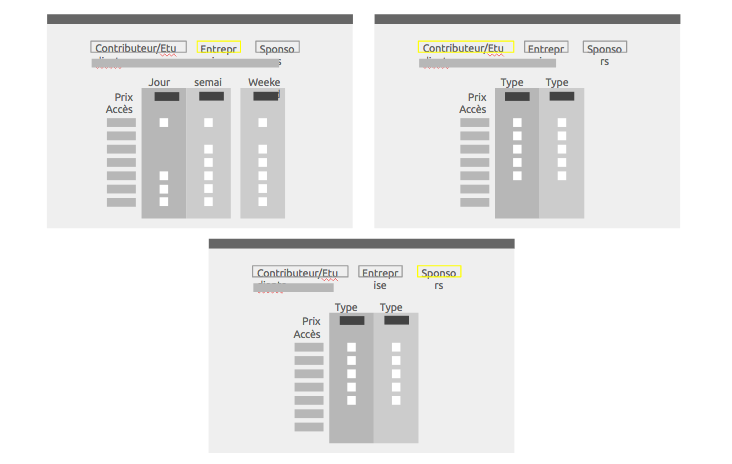 Contributeur/Etu
Entrepr
Sponso
rs
Jour
semai
Weeke
Prix
Accès
Contributeur/Etu
Entrepr
Sponso
rs
Type
Type
Prix
Accès
Contributeur/Etu
Entrepr
ise
Sponso
rs
Type
Type
Prix
Accès